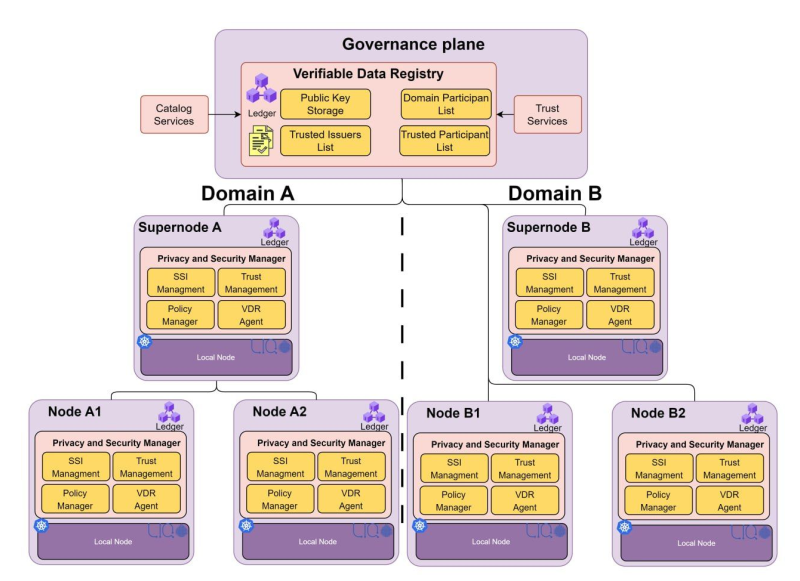 Governance plane
Verifiable Data Registry
Catalog
Services
Ledger
Public Key
Storage
Domain Participan
List
Trusted Issuers
List
Trusted Participant
List
Trust
Services
Domain A
Domain B
Supernode A
Ledger
Privacy and Security Manager
SSI
Managment
Trust
Management
Policy
Manager
VDR
Agent
Local Node
LIQO
Supernode B
Ledger
Privacy and Security Manager
SSI
Managment
Trust
Management
Policy
Manager
VDR
Agent
Local Node
LIQO
Node A1
Ledger
Privacy and Security Manager
SSI
Managment
Trust
Management
Policy
Manager
VDR
Agent
Local Node
LIQO
Node A2
Ledger
Privacy and Security Manager
SSI
Managment
Trust
Management
Policy
Manager
VDR
Agent
Local Node
LIQO
Node B1
Ledger
Privacy and Security Manager
SSI
Managment
Trust
Management
Policy
Manager
VDR
Agent
Local Node
LIQO
Node B2
Ledger
Privacy and Security Manager
SSI
Managment
Trust
Management
Policy
Manager
VDR
Agent
Local Node
LIQO